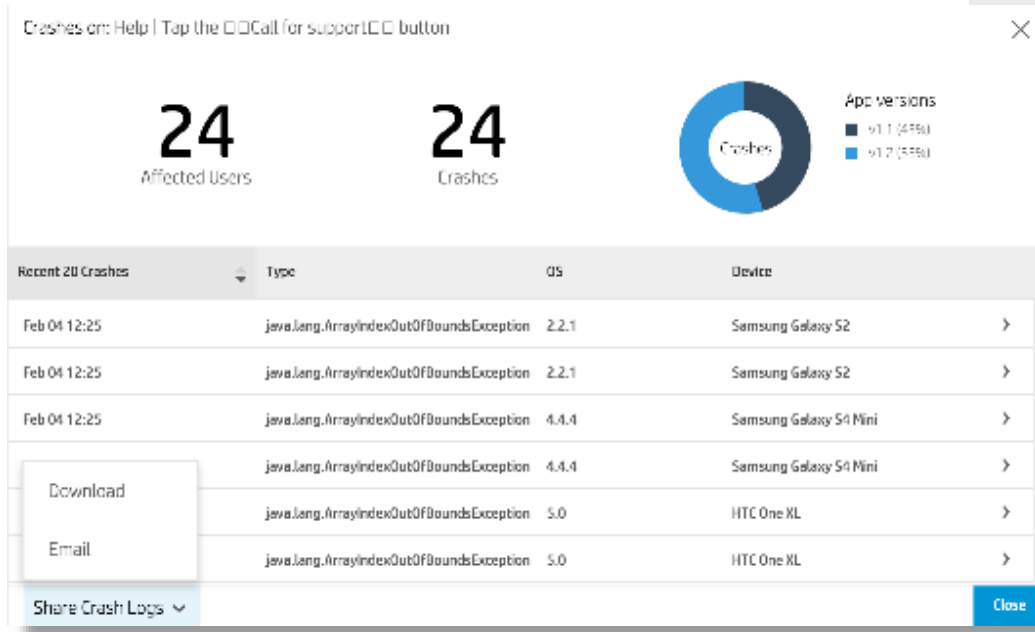 Crashes on: Help | Tap the □□Call for support□□ button
24
Affected Users
24
Crashes
Crashes
App versions
v1.1
v1.2
Recent 20 Crashes Type OS Device
Feb 04 12:25 java.lang.ArrayIndexOutOfBoundsException 2.2.1 Samsung Galaxy S2
Feb 04 12:25 java.lang.ArrayIndexOutOfBoundsException 2.2.1 Samsung Galaxy S2
Feb 04 12:25 java.lang.ArrayIndexOutOfBoundsException 4.4.4 Samsung Galaxy S4 Mini
java.lang.ArrayIndexOutOfBoundsException 4.4.4 Samsung Galaxy S4 Mini
Download
java.lang.ArrayIndexOutOfBoundsException 5.0 HTC One XL
Email
java.lang.ArrayIndexOutOfBoundsException 5.0 HTC One XL
Share Crash Logs
Close